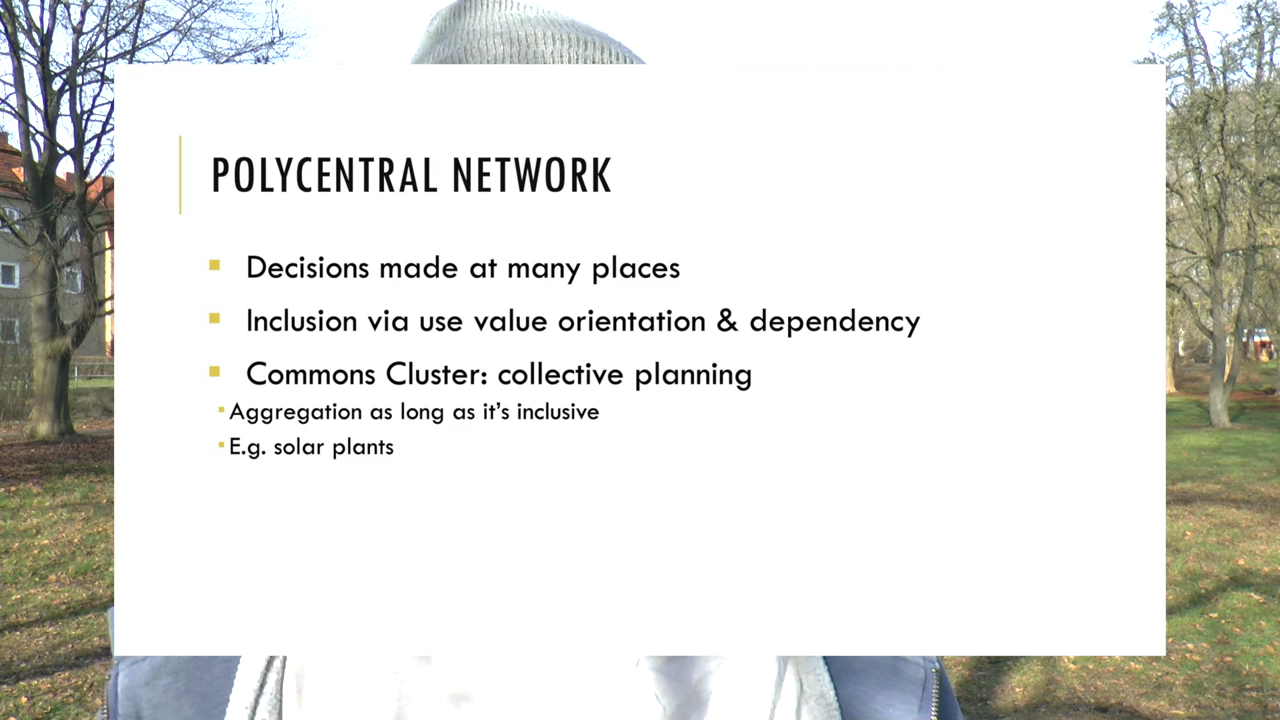 POLYCENTRAL NETWORK
Decisions made at many places
Inclusion via use value orientation & dependency
Commons Cluster: collective planning
Aggregation as long as it's inclusive
E.g. solar plants